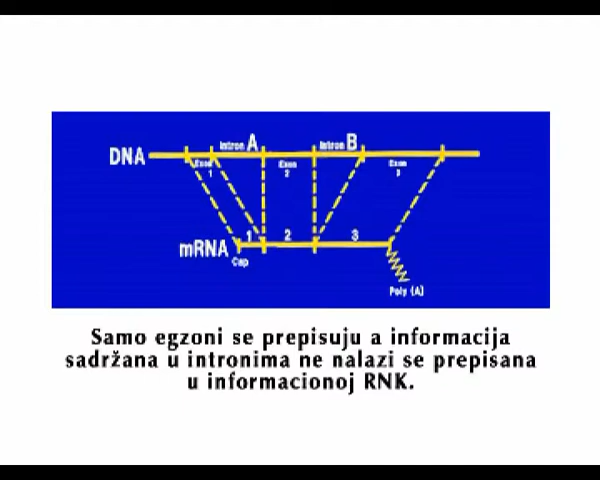 Intron A Intron B
DNA
Exon 1 Exon 2 Exon 3
1 2 3
mRNA
Cap
Poly (A)
Samo egzoni se prepisuju a informacija
sadržana u intronima ne nalazi se prepisana
u informacionoj RNK.